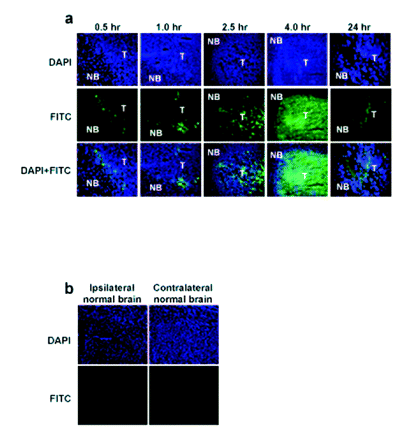 a
0.5 hr 1.0 hr 2.5 hr 4.0 hr 24 hr
DAPI
T NB
T NB
NB T
NB T
T NB
FITC
T NB
T NB
NB T
NB T
T NB
DAPI+FITC
T NB
T NB
NB T
NB T
T NB
b
Ipsilateral normal brain
Contralateral normal brain
DAPI
FITC